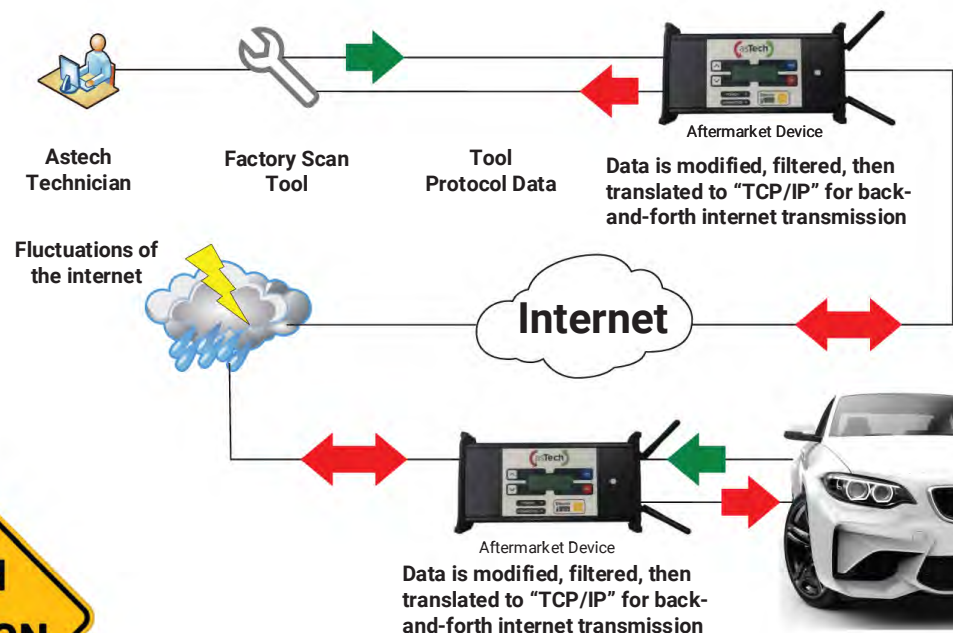 asTech
Aftermarket Device
Astech
Technician
Factory Scan
Tool
Tool
Protocol Data
Data is modified, filtered, then
translated to “TCP/IP” for back-
and-forth internet transmission
Fluctuations of
the internet
Internet
asTech
Aftermarket Device
Data is modified, filtered, then
translated to “TCP/IP” for back-
and-forth internet transmission